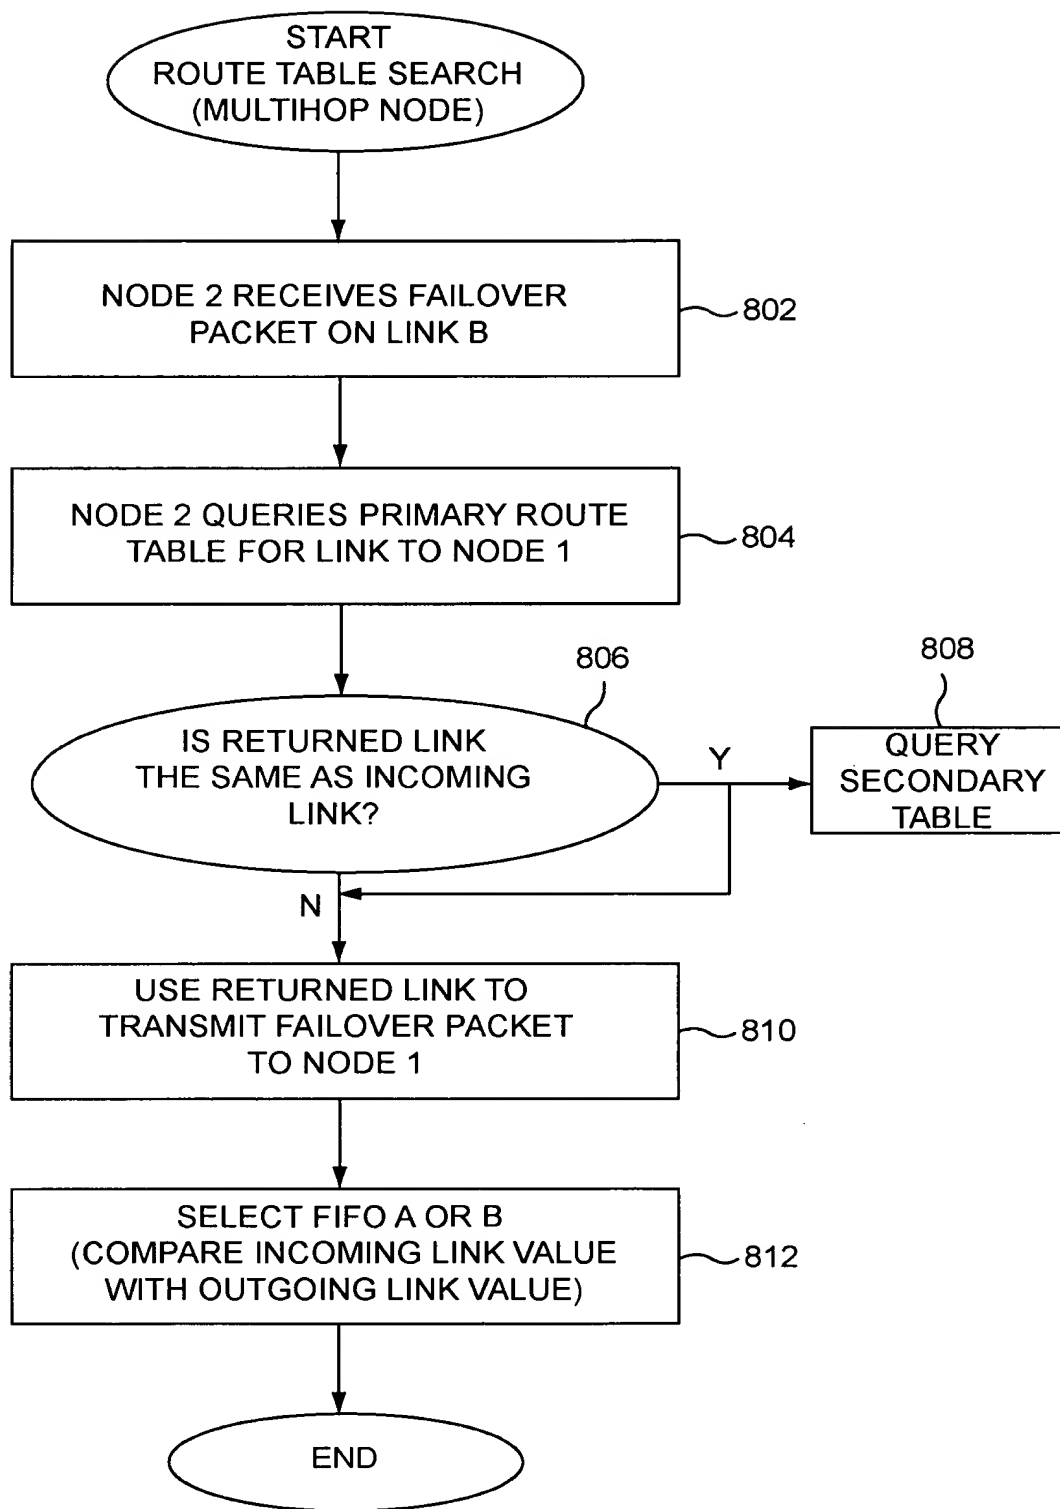 START
ROUTE TABLE SEARCH
(MULTIHOP NODE)
NODE 2 RECEIVES FAILOVER
PACKET ON LINK B
802
NODE 2 QUERIES PRIMARY ROUTE
TABLE FOR LINK TO NODE 1
804
806
IS RETURNED LINK
THE SAME AS INCOMING
LINK?
Y
808
QUERY
SECONDARY
TABLE
N
USE RETURNED LINK TO
TRANSMIT FAILOVER PACKET
TO NODE 1
810
SELECT FIFO A OR B
(COMPARE INCOMING LINK VALUE
WITH OUTGOING LINK VALUE)
812
END